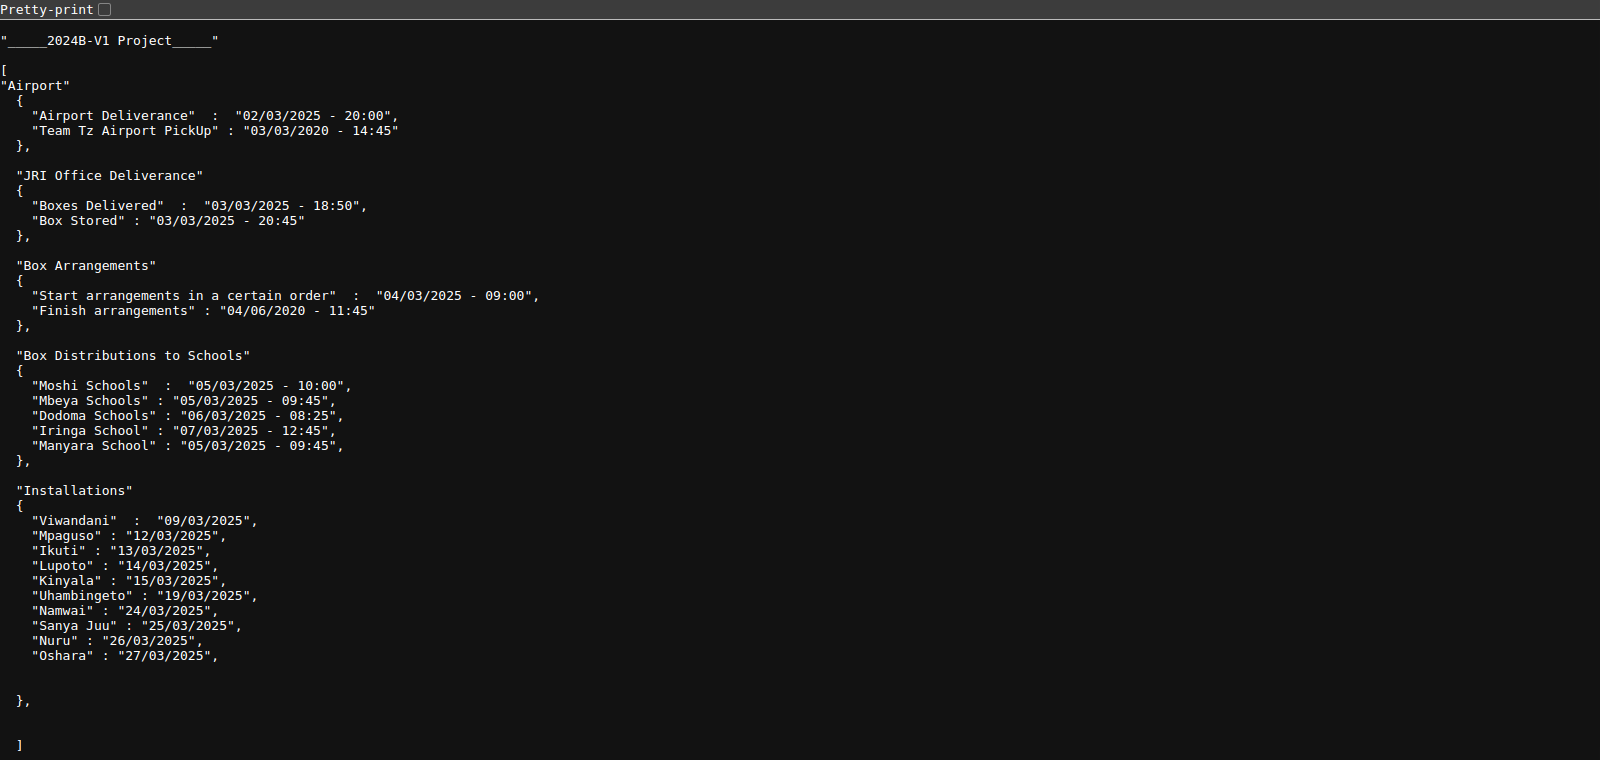 Pretty-print
"_____2024B-V1 Project_____"
[
"Airport"
{
"Airport Deliverance"  :  "02/03/2025 - 20:00",
"Team Tz Airport PickUp" : "03/03/2020 - 14:45"
},
"JRI Office Deliverance"
{
"Boxes Delivered"  :  "03/03/2025 - 18:50",
"Box Stored" : "03/03/2025 - 20:45"
},
"Box Arrangements"
{
"Start arrangements in a certain order"  :  "04/03/2025 - 09:00",
"Finish arrangements" : "04/06/2020 - 11:45"
},
"Box Distributions to Schools"
{
"Moshi Schools"  :  "05/03/2025 - 10:00",
"Mbeya Schools" : "05/03/2025 - 09:45",
"Dodoma Schools" : "06/03/2025 - 08:25",
"Iringa School" : "07/03/2025 - 12:45",
"Manyara School" : "05/03/2025 - 09:45",
},
"Installations"
{
"Viwandani"  :  "09/03/2025",
"Mpaguso" : "12/03/2025",
"Ikuti" : "13/03/2025",
"Lupoto" : "14/03/2025",
"Kinyala" : "15/03/2025",
"Uhambingeto" : "19/03/2025",
"Namwai" : "24/03/2025",
"Sanya Juu" : "25/03/2025",
"Nuru" : "26/03/2025",
"Oshara" : "27/03/2025",
},
]